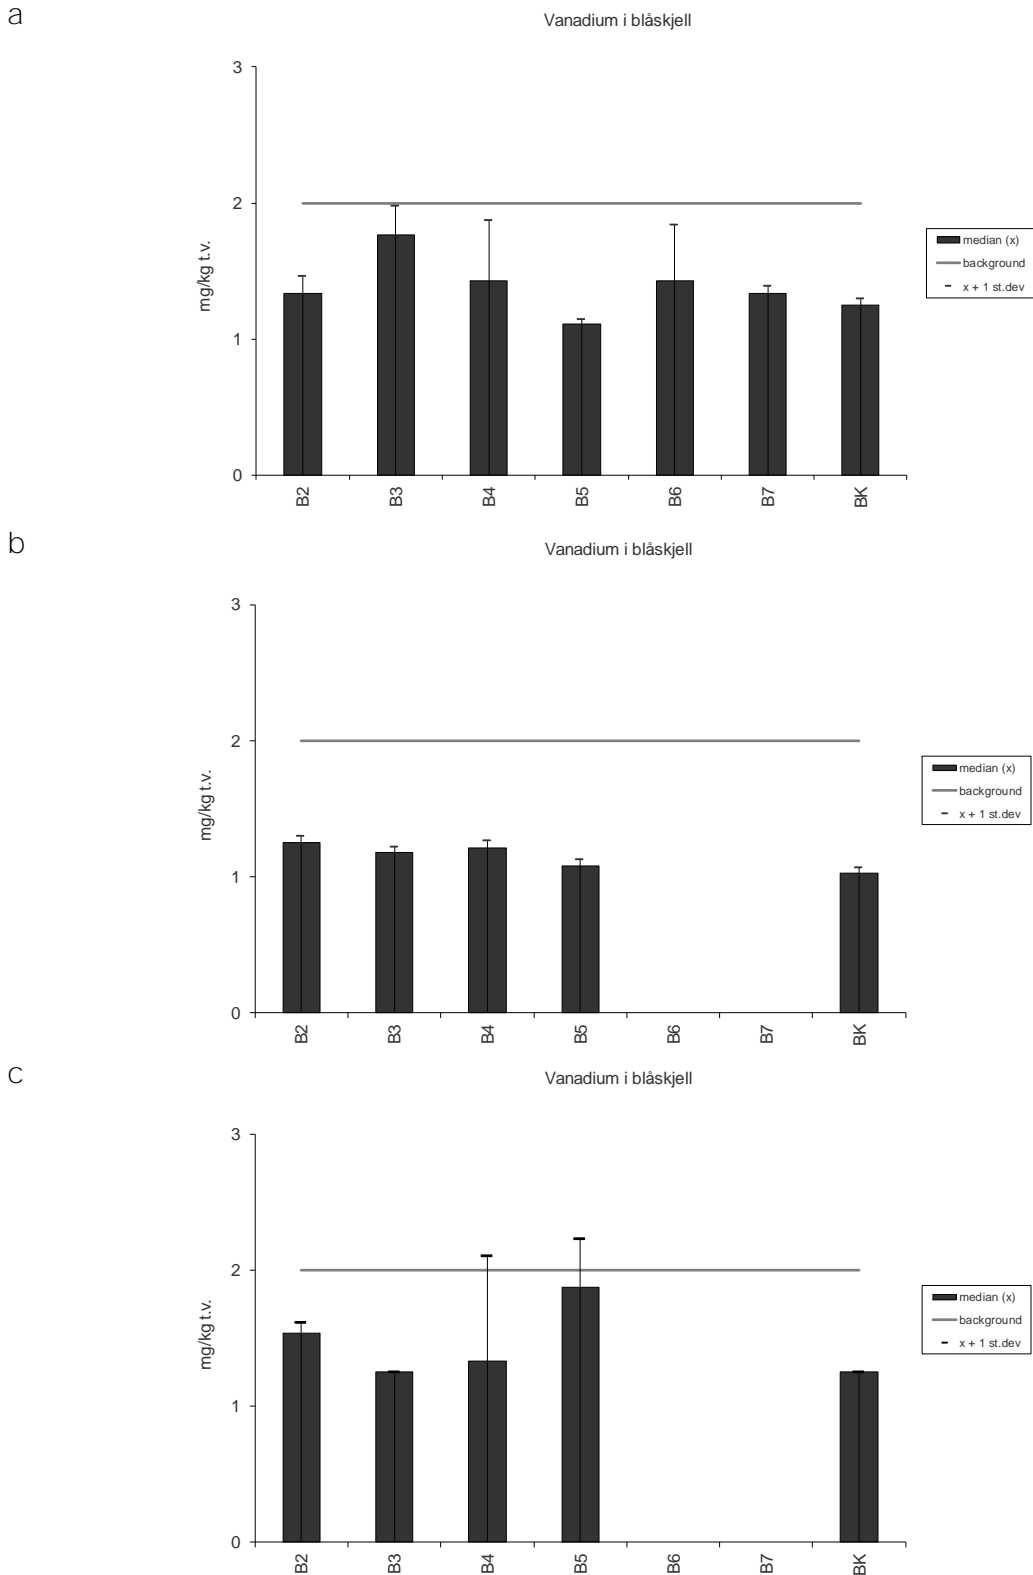 a
Vanadium i blåskjell
3
2
1
0
mg/kg t.v.
B2
B3
B4
B5
B6
B7
BK
median (x)
background
x + 1 st.dev
b
Vanadium i blåskjell
3
2
1
0
mg/kg t.v.
B2
B3
B4
B5
B6
B7
BK
median (x)
background
x + 1 st.dev
c
Vanadium i blåskjell
3
2
1
0
mg/kg t.v.
B2
B3
B4
B5
B6
B7
BK
median (x)
background
x + 1 st.dev